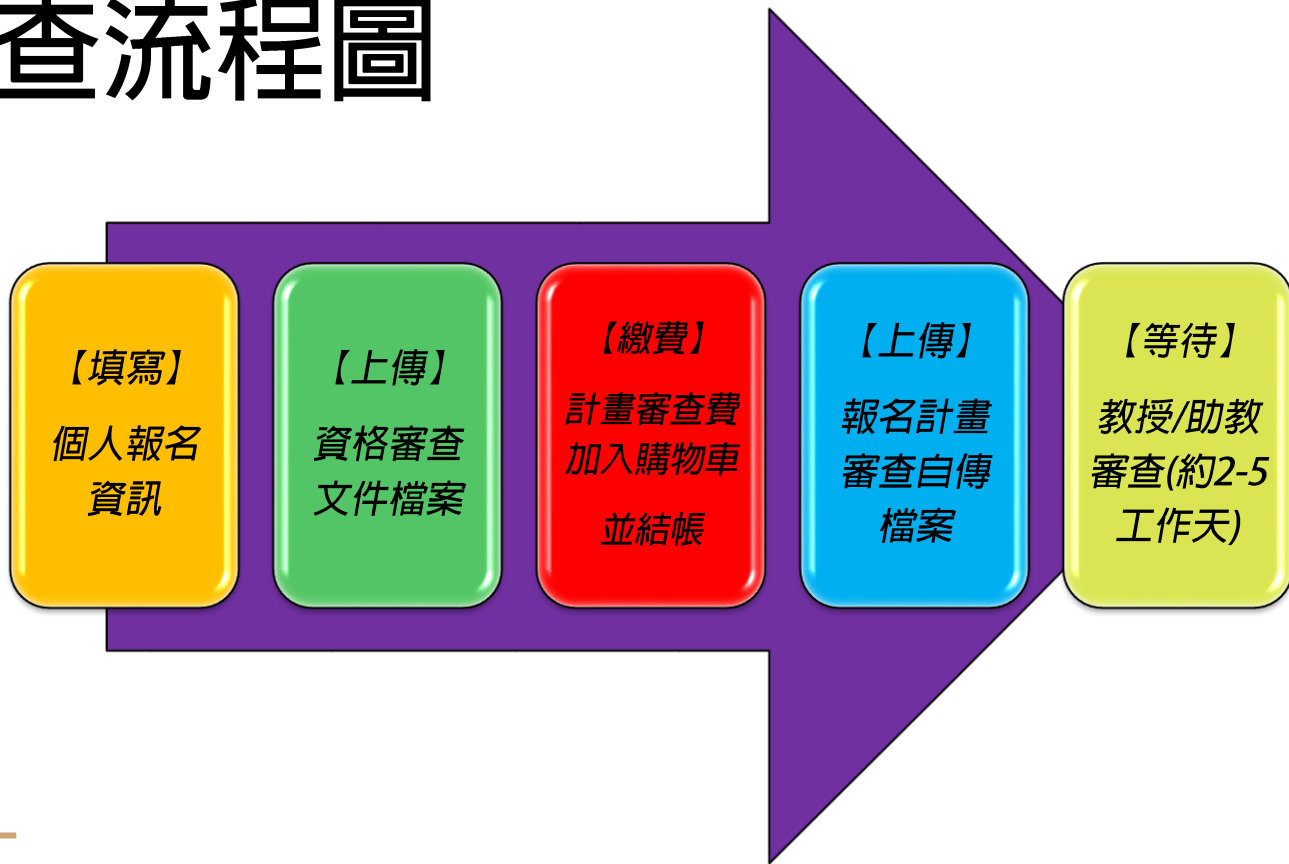 查流程圖
【填寫】
個人報名
資訊
【上傳】
資格審查
文件檔案
【繳費】
計畫審查費
加入購物車
並結帳
【上傳】
報名計畫
審查自傳
檔案
【等待】
教授/助教
審查(約2-5
工作天)